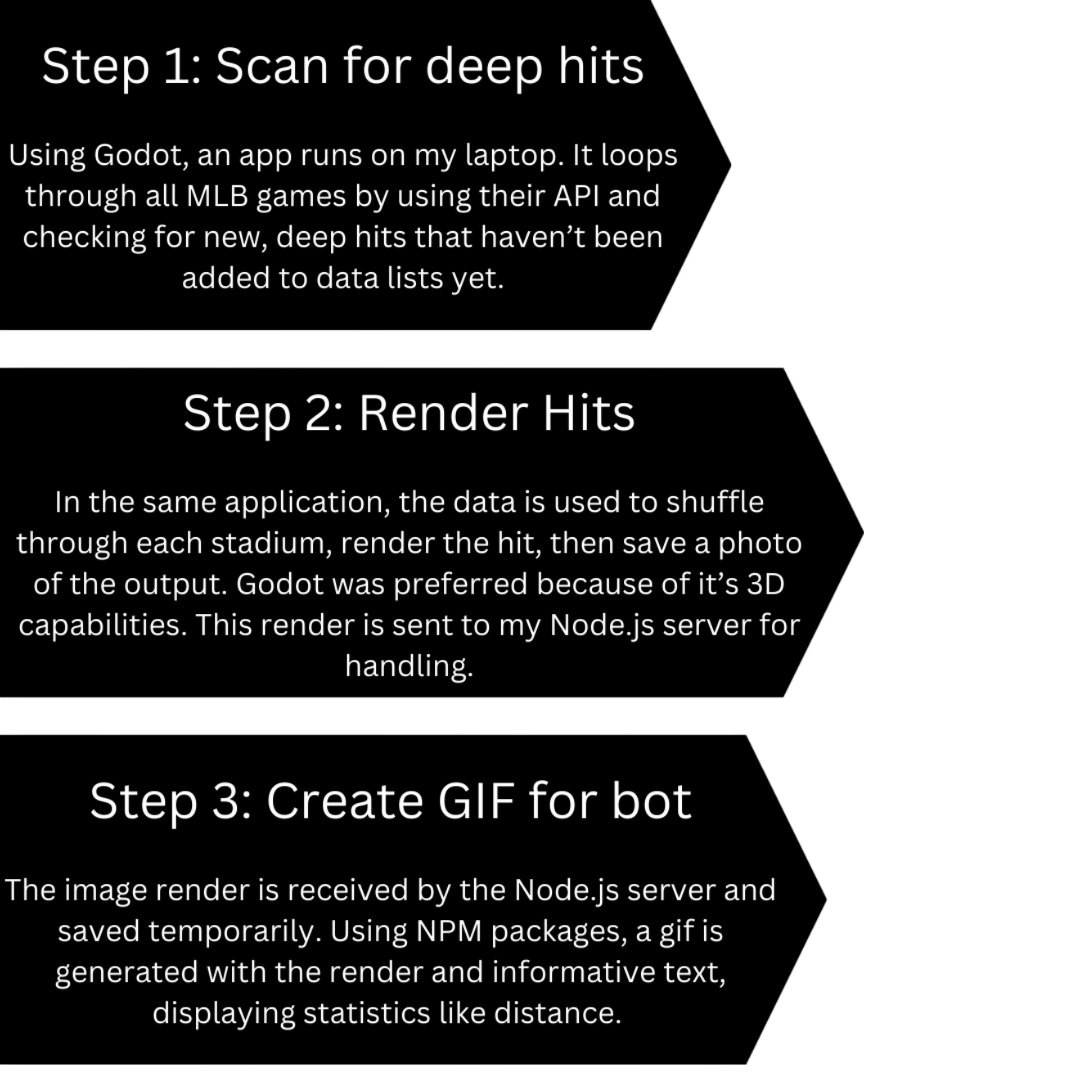 Step 1: Scan for deep hits
Using Godot, an app runs on my laptop. It loops
through all MLB games by using their API and
checking for new, deep hits that haven’t been
added to data lists yet.
Step 2: Render Hits
In the same application, the data is used to shuffle
through each stadium, render the hit, then save a photo
of the output. Godot was preferred because of it’s 3D
capabilities. This render is sent to my Node.js server for
handling.
Step 3: Create GIF for bot
The image render is received by the Node.js server and
saved temporarily. Using NPM packages, a gif is
generated with the render and informative text,
displaying statistics like distance.